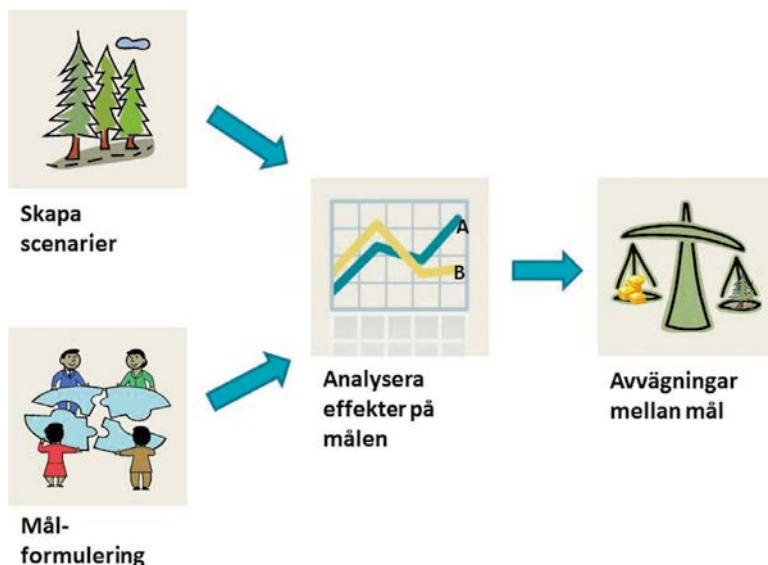 Skapa
scenarier
A
B
Analysera
effekter på
målen
Avvägningar
mellan mål
Mål-
formulering